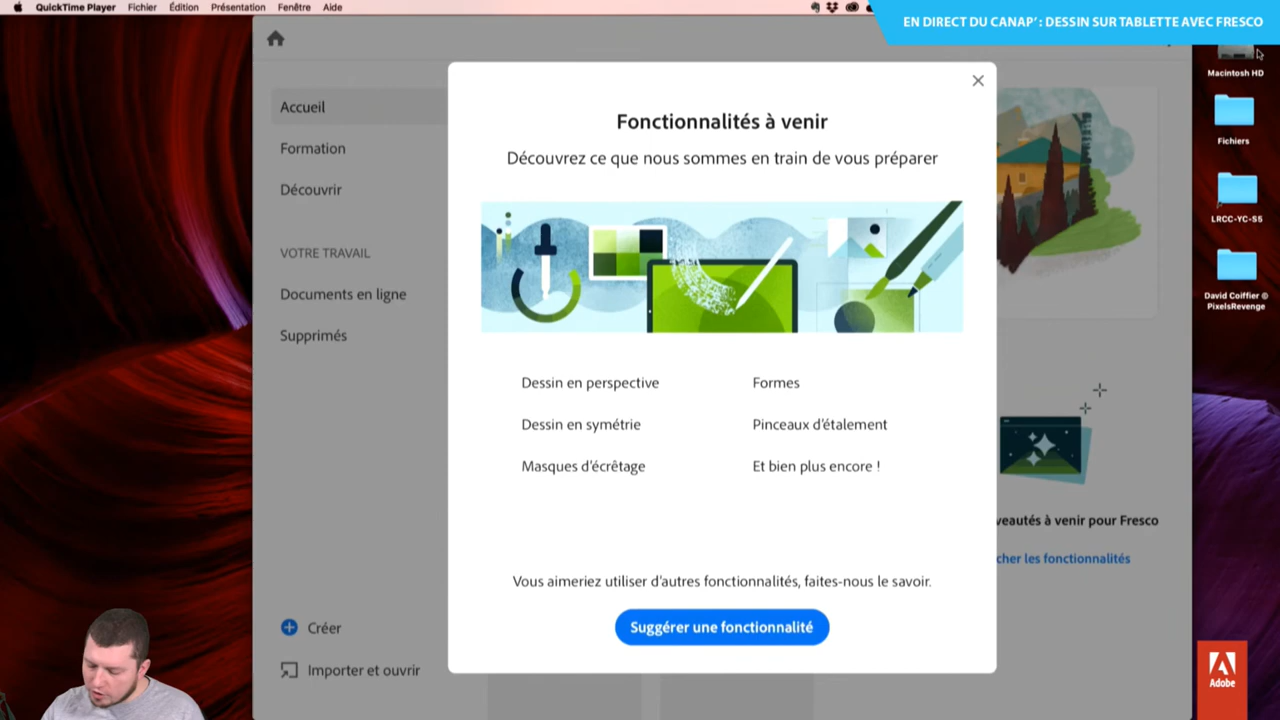 QuickTime Player Fichier Édition Présentation Fenêtre Aide
EN DIRECT DU CANAP' : DESSIN SUR TABLETTE AVEC FRESCO
Macintosh HD
Fichiers
LRCC-YC-S5
David Coiffier ©
PixelsRevenge
Accueil
Formation
Découvrir
VOTRE TRAVAIL
Documents en ligne
Supprimés
Créer
Importer et ouvrir
Fonctionnalités à venir
Découvrez ce que nous sommes en train de vous préparer
Dessin en perspective
Formes
Dessin en symétrie
Pinceaux d'étalement
Masques d'écrêtage
Et bien plus encore !
Vous aimeriez utiliser d'autres fonctionnalités, faites-nous le savoir.
Suggérer une fonctionnalité
veautés à venir pour Fresco
cher les fonctionnalités
Adobe